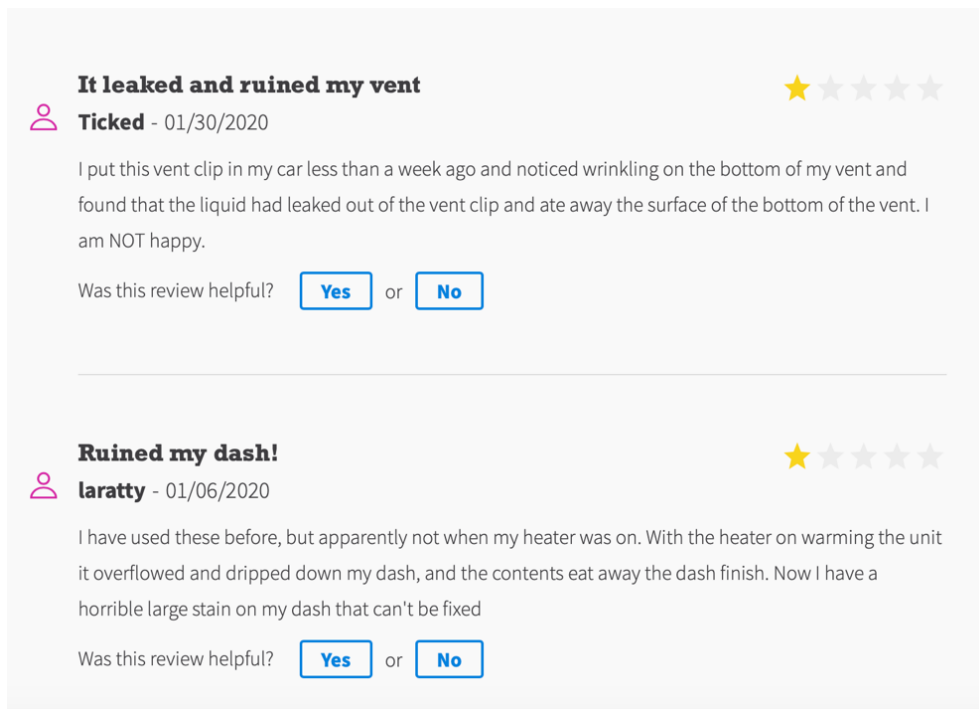 It leaked and ruined my vent
Ticked - 01/30/2020
I put this vent clip in my car less than a week ago and noticed wrinkling on the bottom of my vent and
found that the liquid had leaked out of the vent clip and ate away the surface of the bottom of the vent. I
am NOT happy.
Was this review helpful? Yes or No
Ruined my dash!
laratty - 01/06/2020
I have used these before, but apparently not when my heater was on. With the heater on warming the unit
it overflowed and dripped down my dash, and the contents eat away the dash finish. Now I have a
horrible large stain on my dash that can't be fixed
Was this review helpful? Yes or No